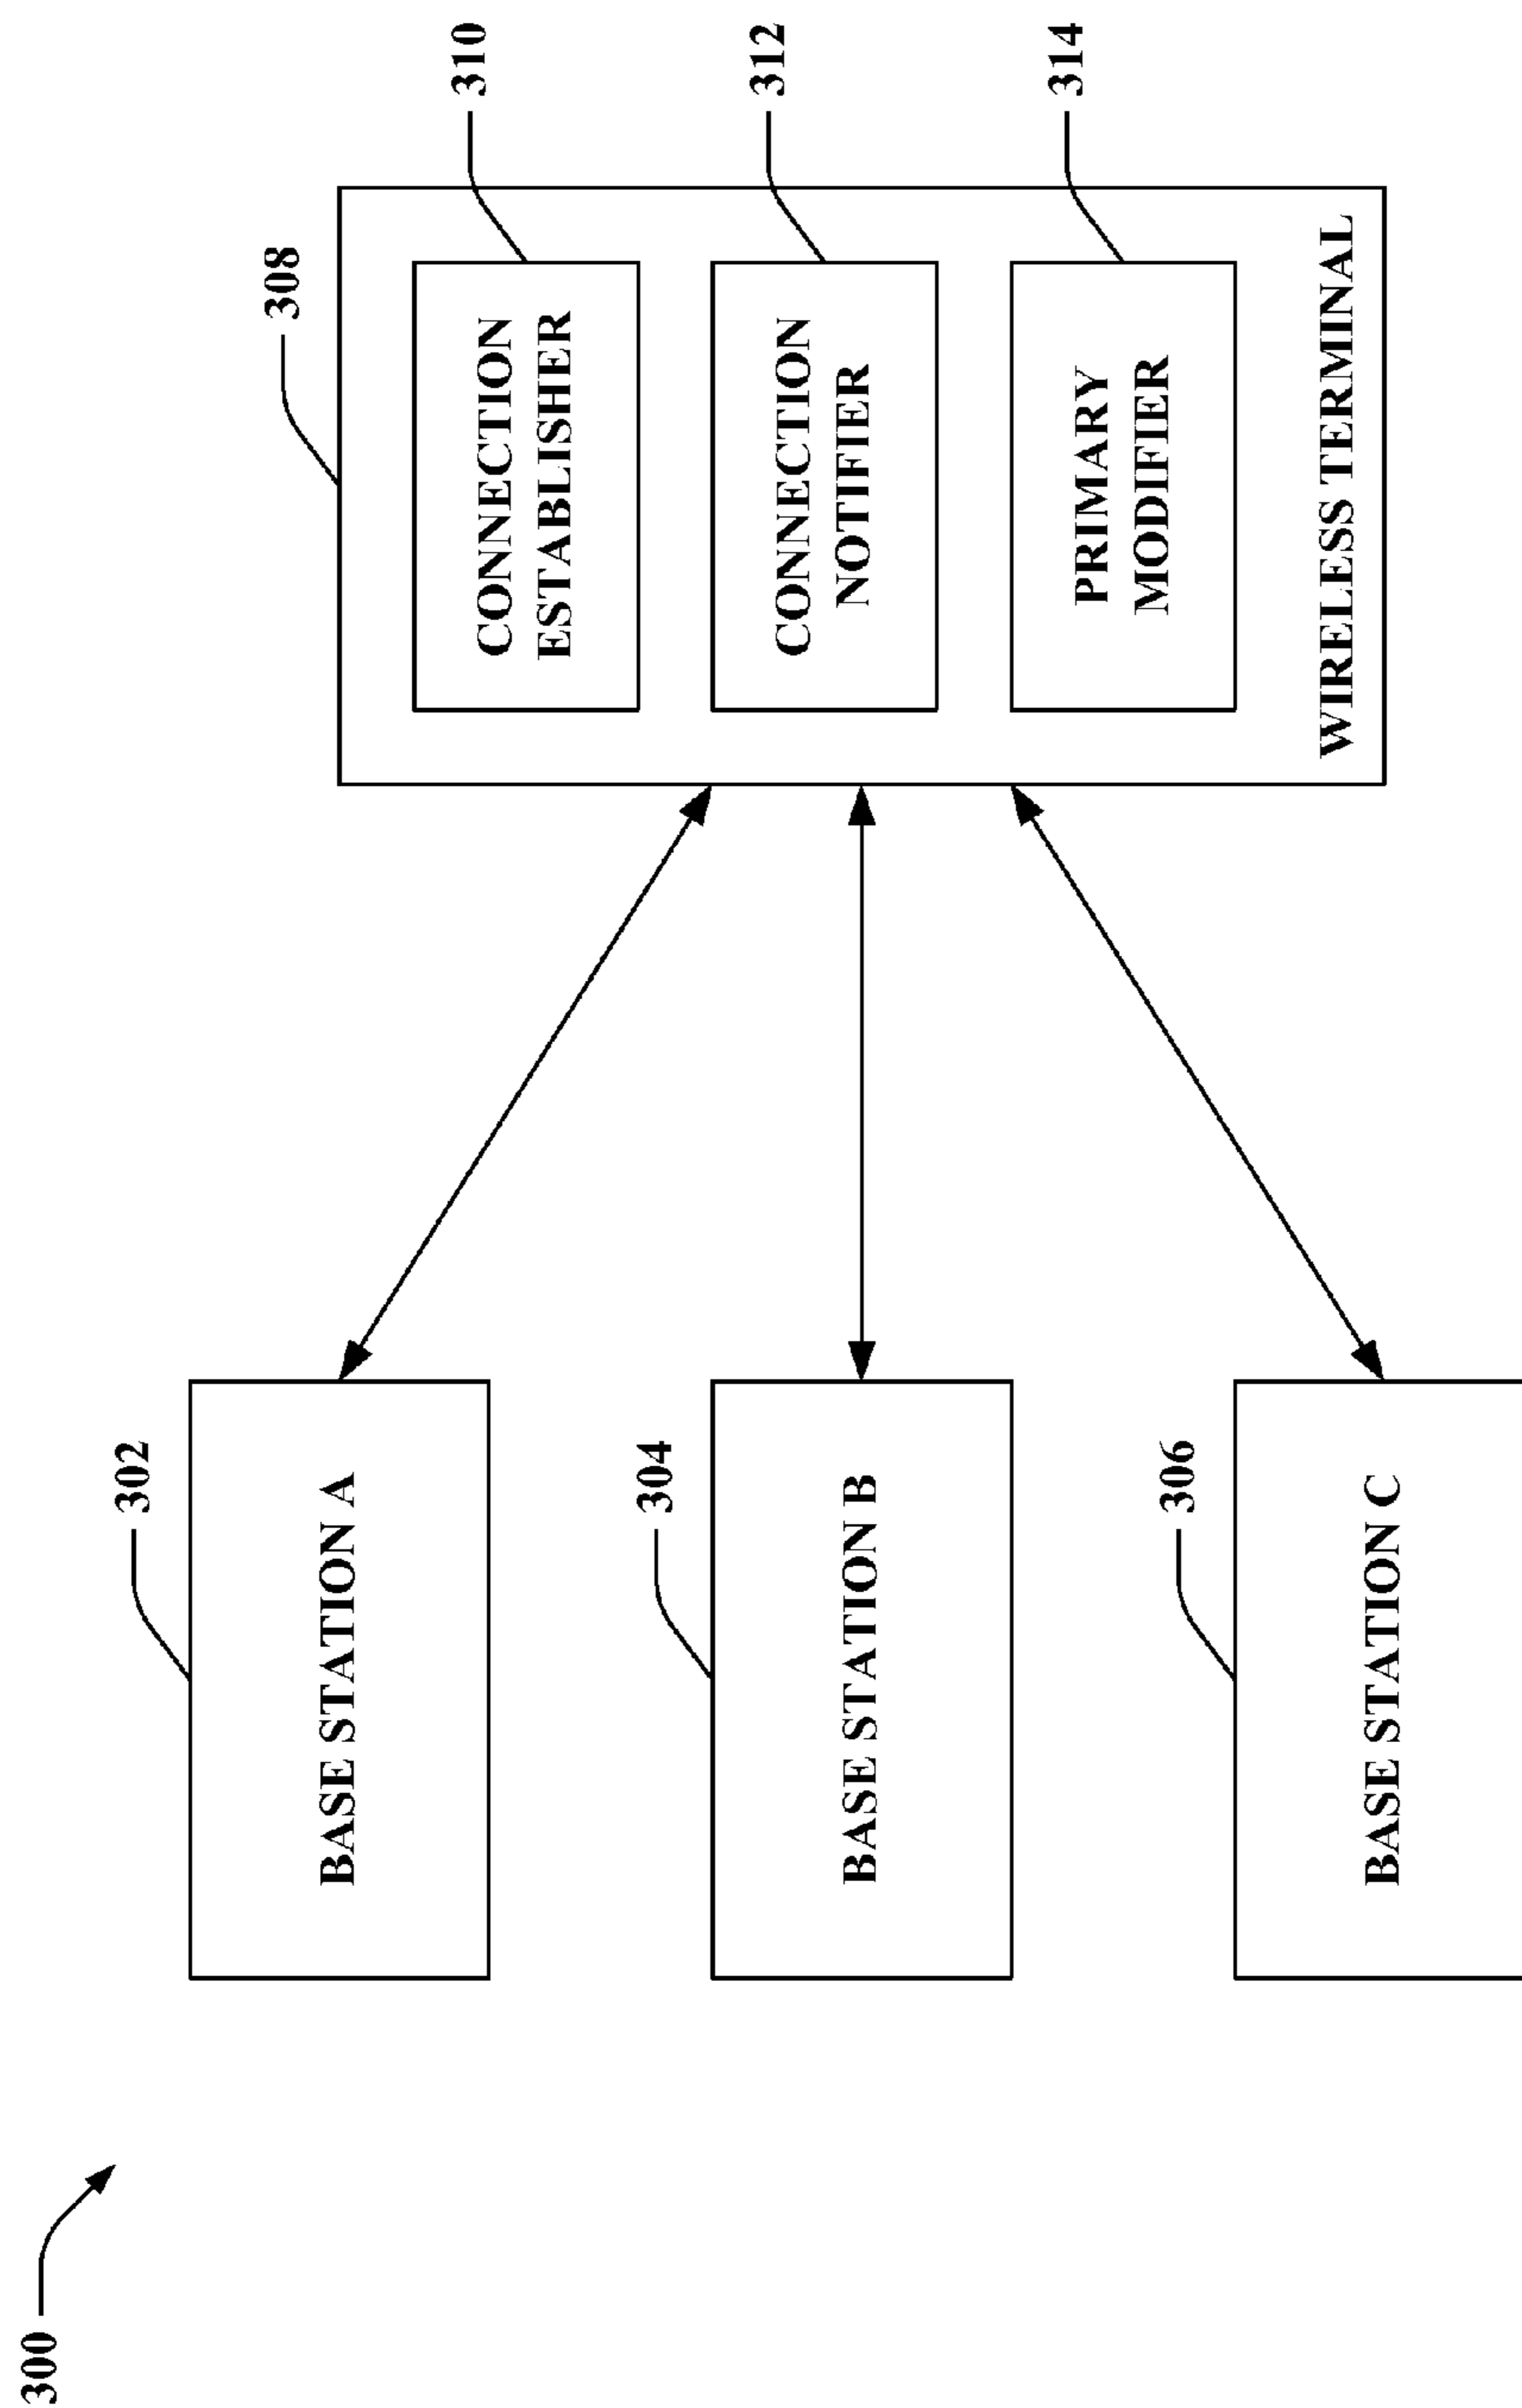 300
302
BASE STATION A
304
BASE STATION B
306
BASE STATION C
308
310
CONNECTION
ESTABLISHER
312
CONNECTION
NOTIFIER
314
PRIMARY
MODIFIER
WIRELESS TERMINAL